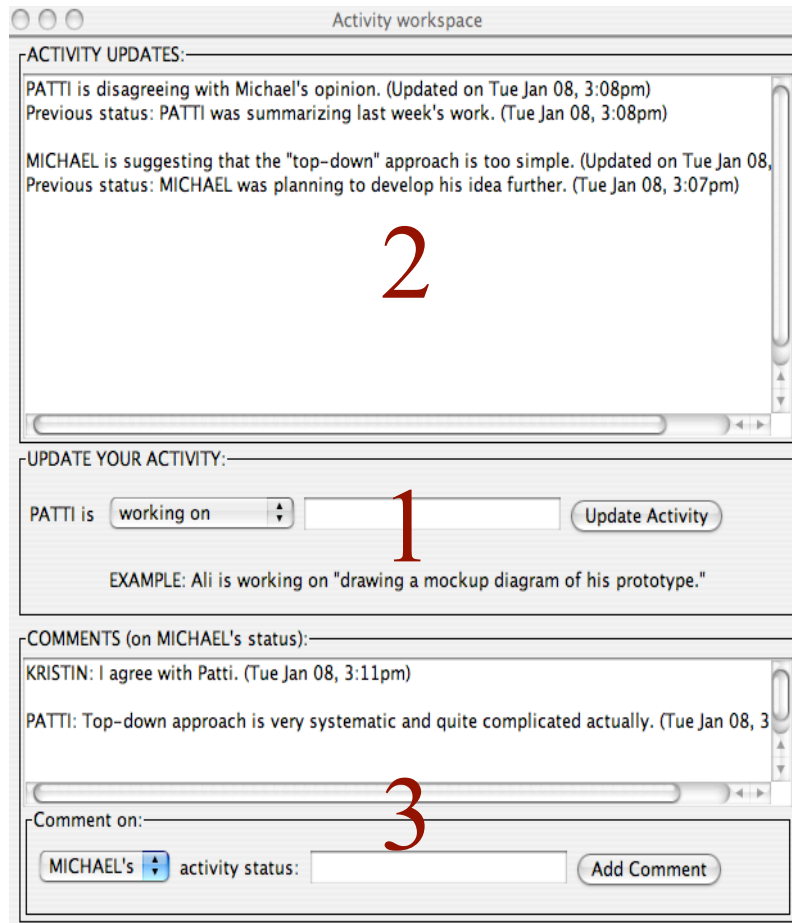 Activity workspace
ACTIVITY UPDATES:
PATTI is disagreeing with Michael's opinion. (Updated on Tue Jan 08, 3:08pm)
Previous status: PATTI was summarizing last week's work. (Tue Jan 08, 3:08pm)
MICHAEL is suggesting that the "top-down" approach is too simple. (Updated on Tue Jan 08,
Previous status: MICHAEL was planning to develop his idea further. (Tue Jan 08, 3:07pm)
2
UPDATE YOUR ACTIVITY:
PATTI is working on 1 Update Activity
EXAMPLE: Ali is working on "drawing a mockup diagram of his prototype."
COMMENTS (on MICHAEL's status):
KRISTIN: I agree with Patti. (Tue Jan 08, 3:11pm)
PATTI: Top-down approach is very systematic and quite complicated actually. (Tue Jan 08, 3
3
Comment on:
MICHAEL's activity status: Add Comment